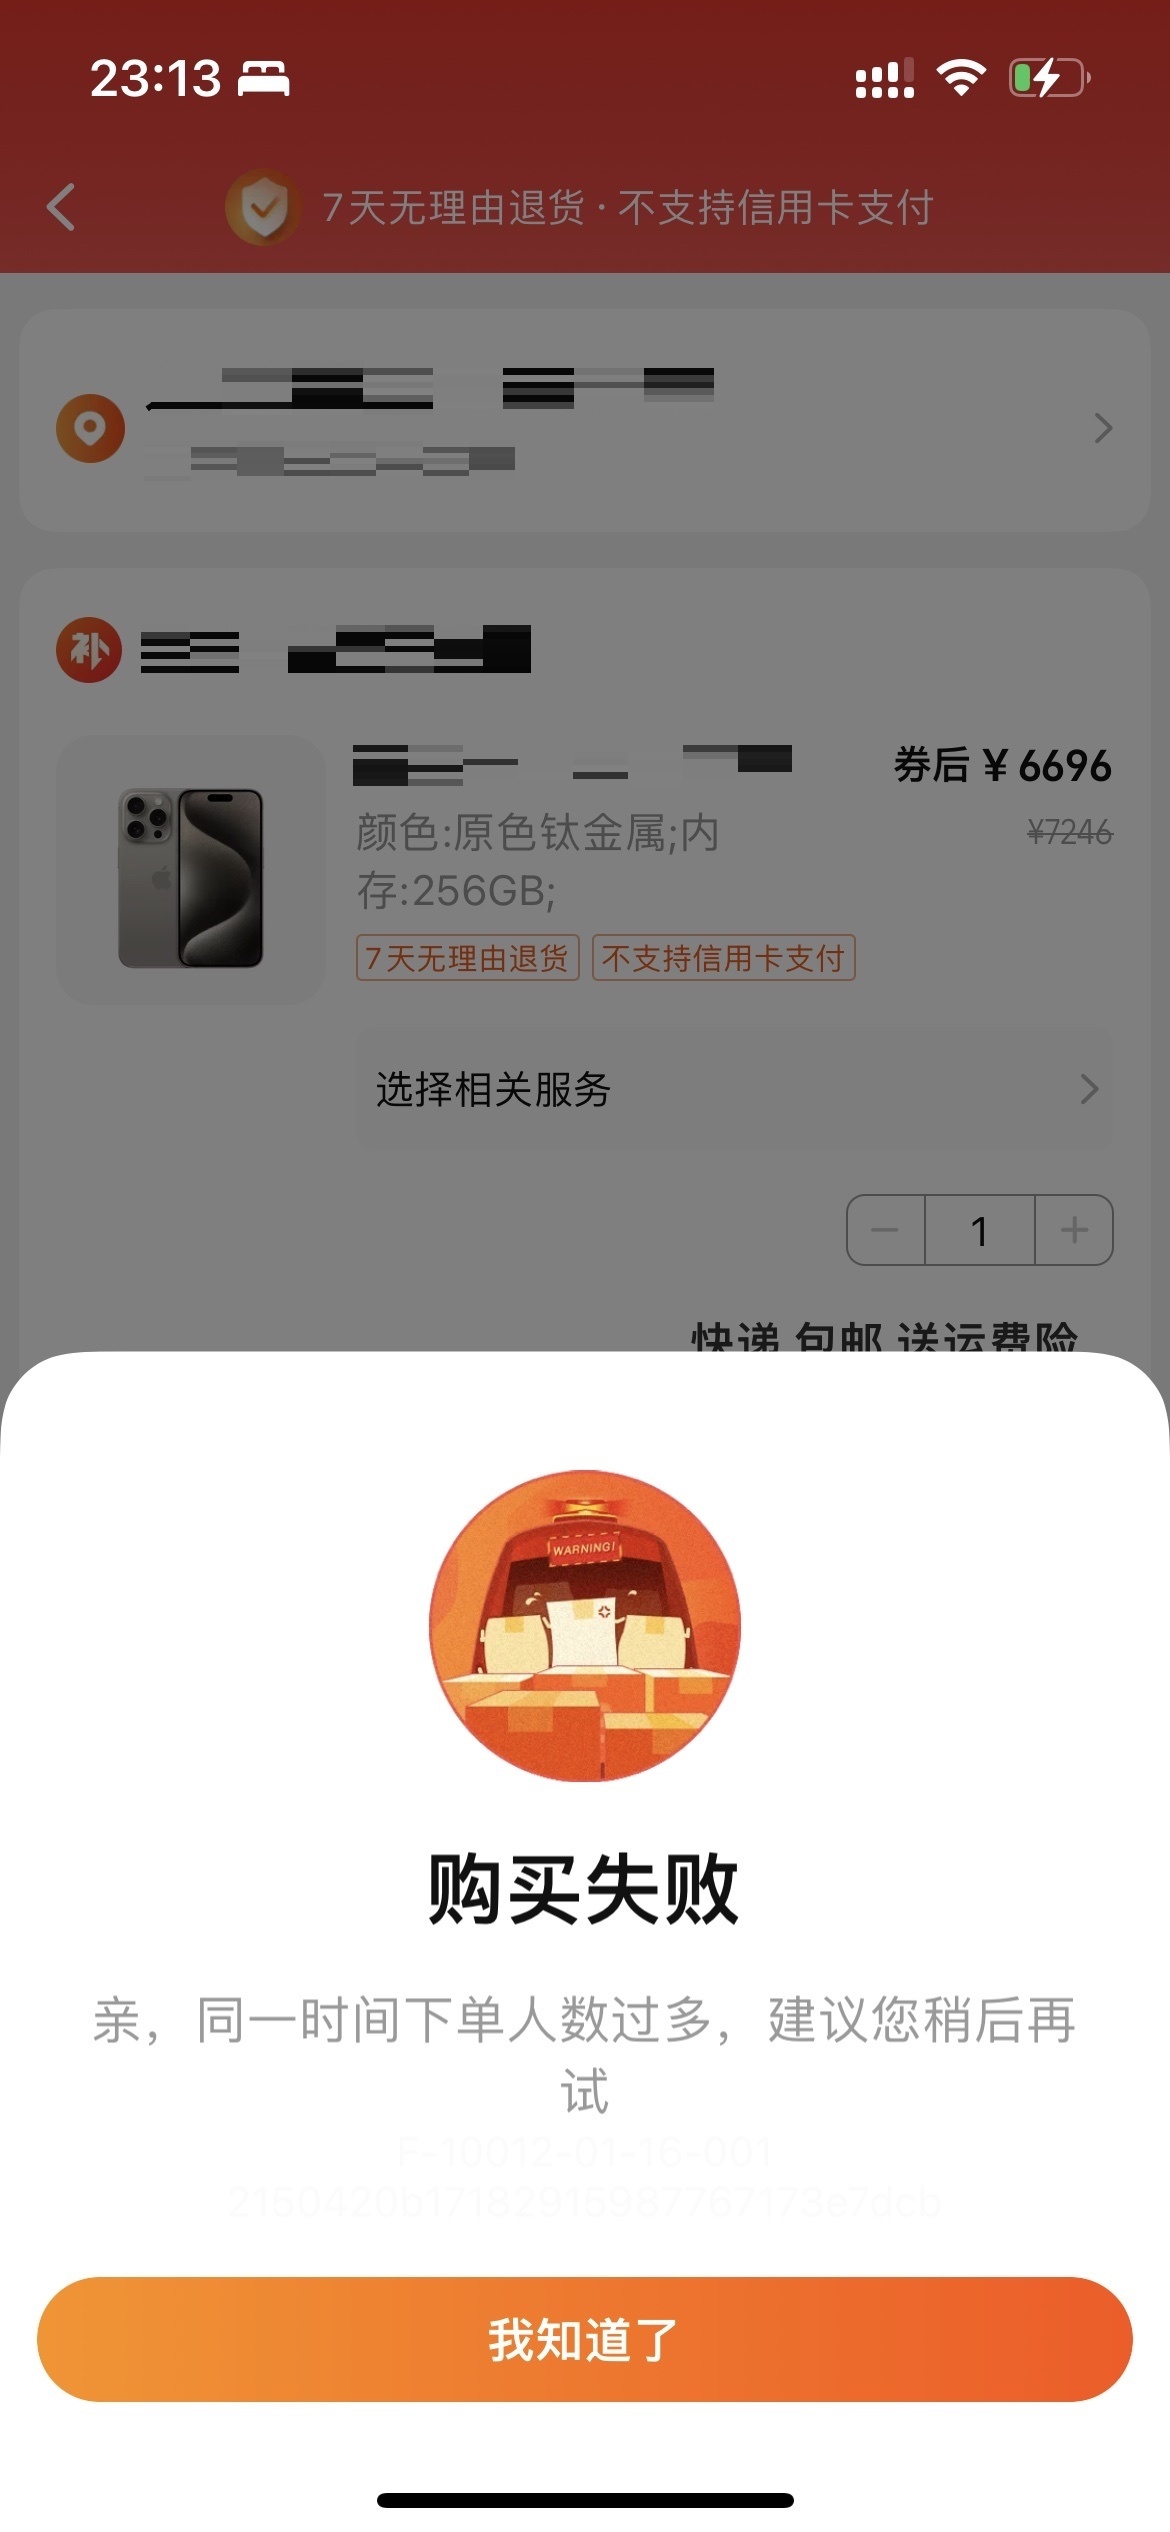 23:13
7天无理由退货 · 不支持信用卡支付
补
券后 ¥ 6696
颜色:原色钛金属;内
¥7246
存:256GB;
7天无理由退货 不支持信用卡支付
选择相关服务
1
快递 包邮 送运费险
WARNING!
购买失败
亲，同一时间下单人数过多，建议您稍后再
试
F-10012-01-16-001
2150420b17182915987767173e7dcb
我知道了